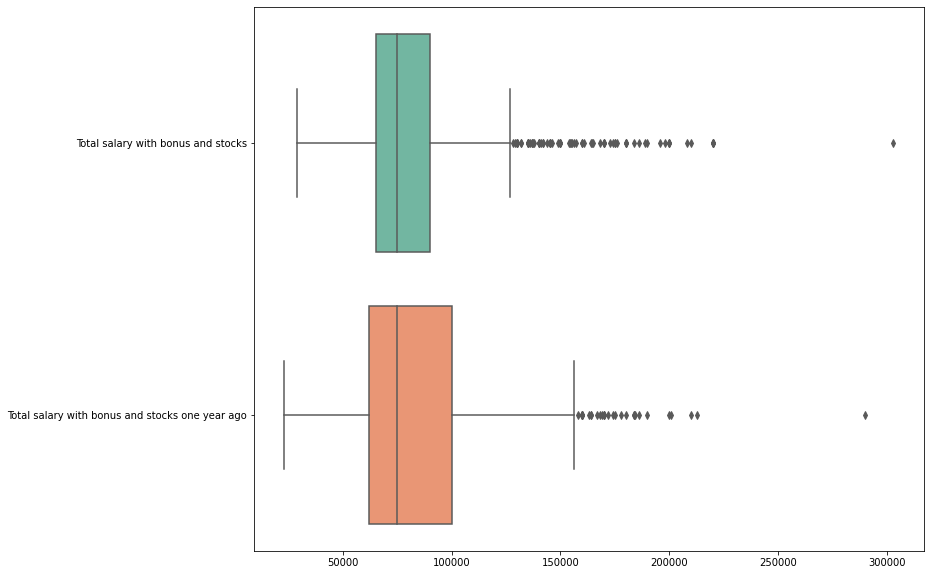 Total salary with bonus and stocks
Total salary with bonus and stocks one year ago
50000 100000 150000 200000 250000 300000